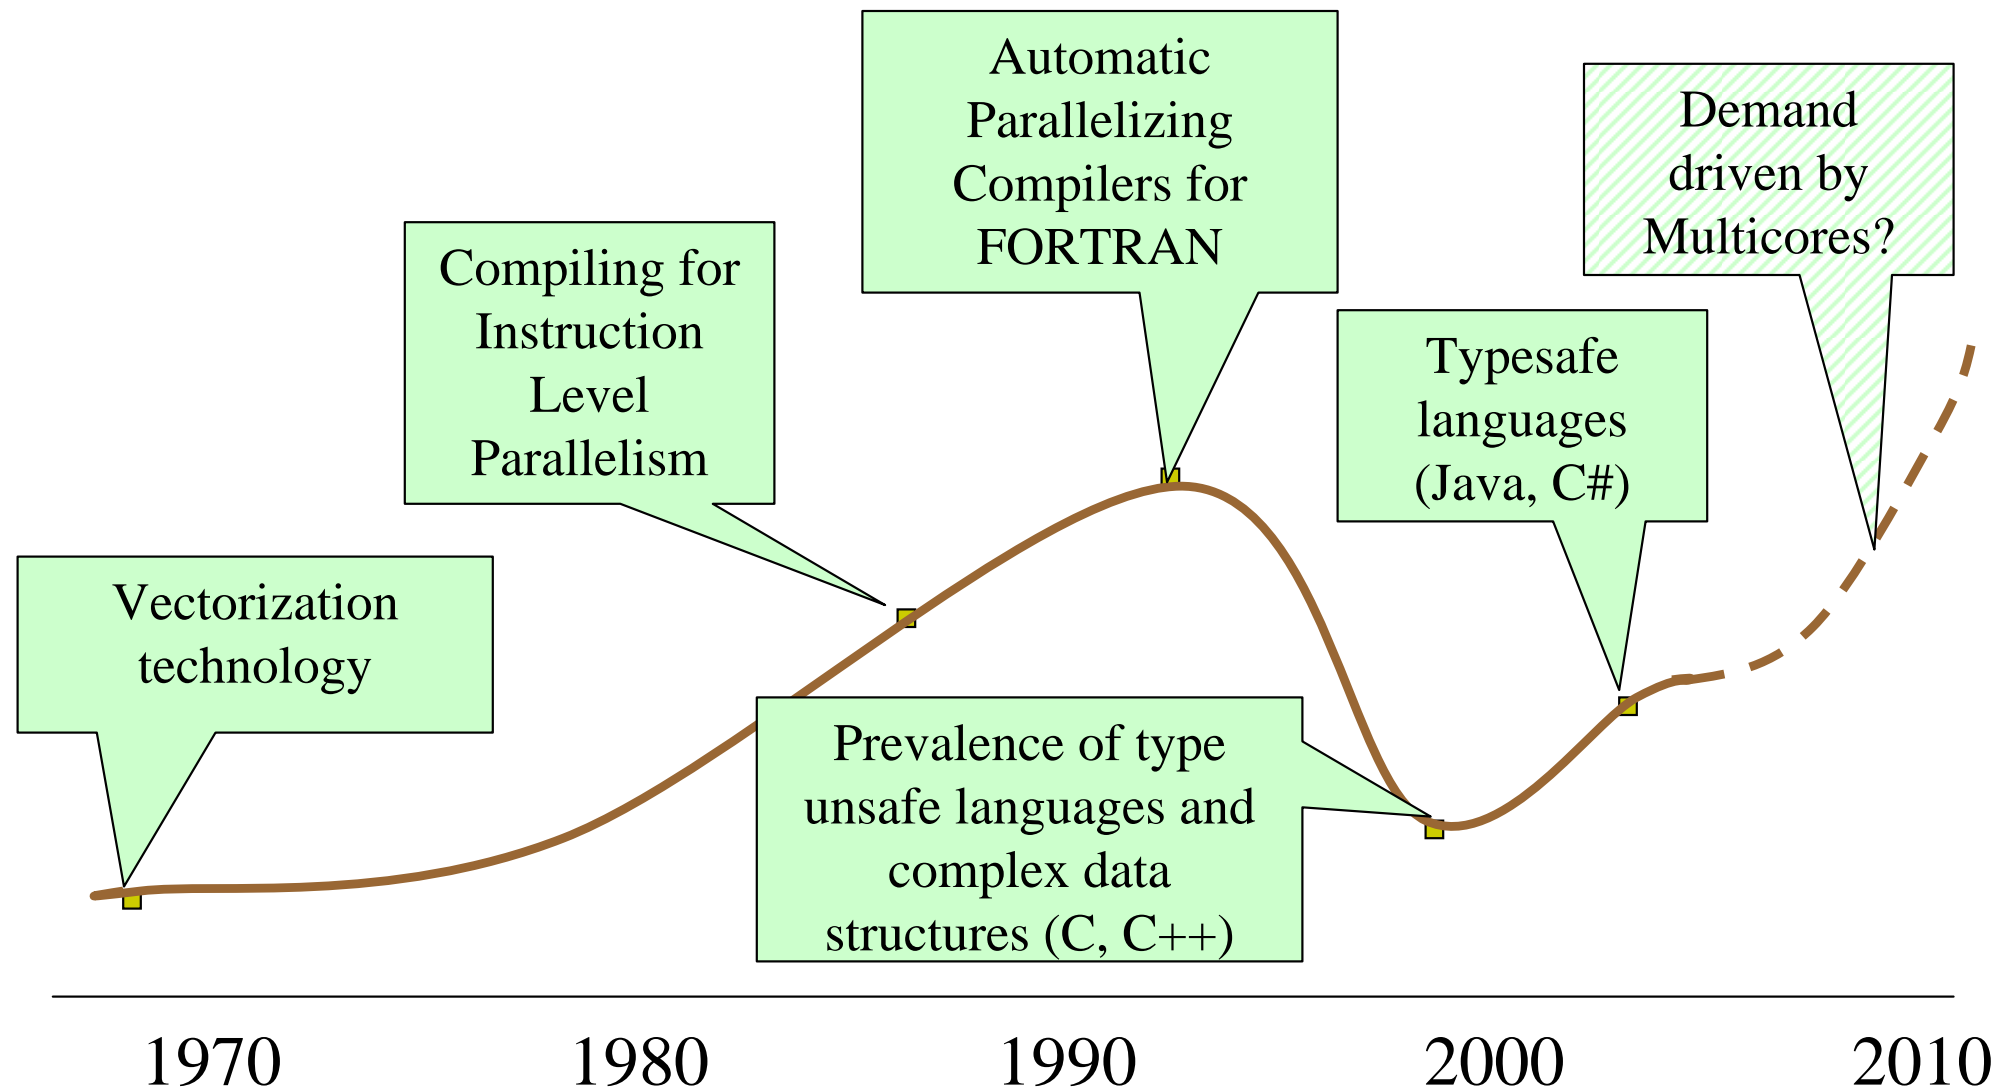 Vectorization
technology
Compiling for
Instruction
Level
Parallelism
Automatic
Parallelizing
Compilers for
FORTRAN
Prevalence of type
unsafe languages and
complex data
structures (C, C++)
Typesafe
languages
(Java, C#)
Demand
driven by
Multicores?
1970 1980 1990 2000 2010